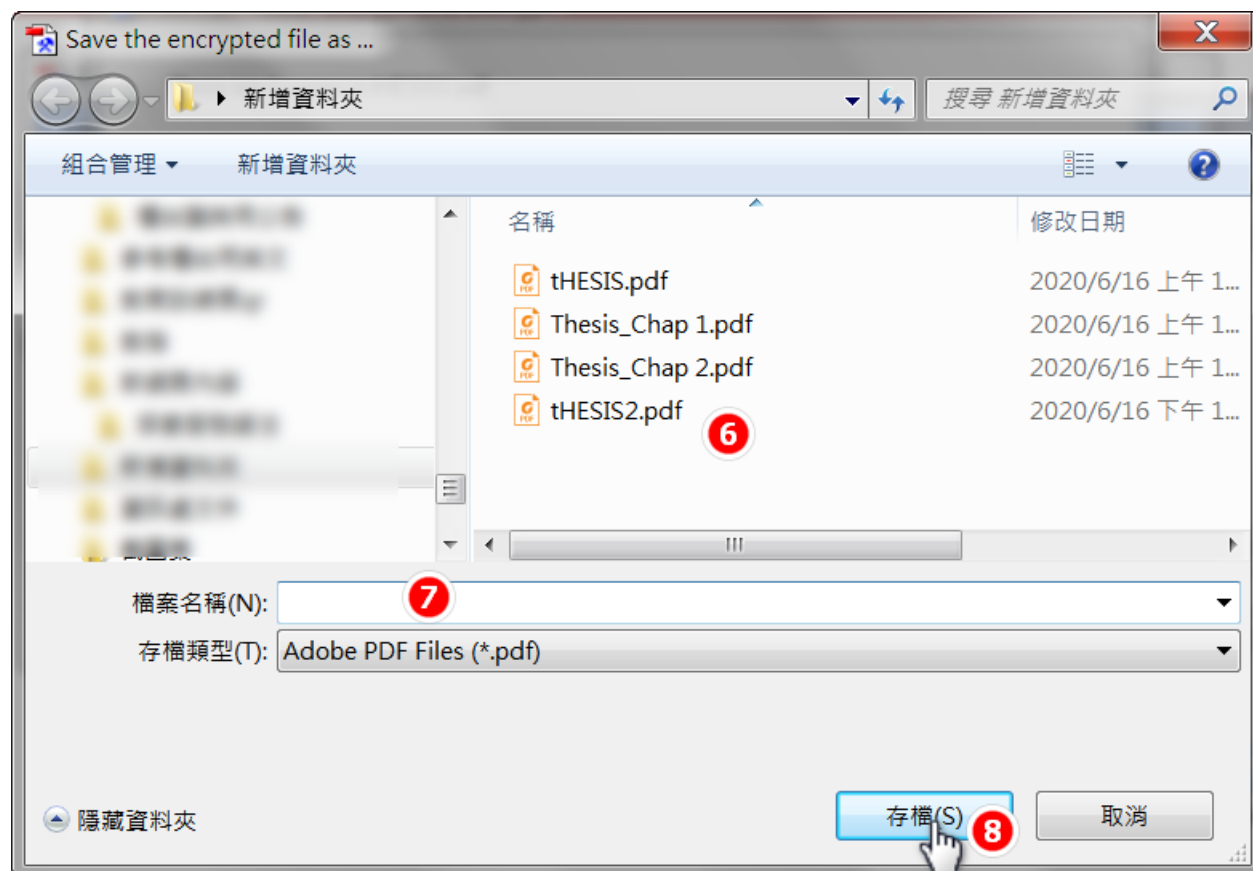 Save the encrypted file as ...
新增資料夾
搜尋 新增資料夾
組合管理 新增資料夾
名稱 修改日期
tHESIS.pdf 2020/6/16 上午 1...
Thesis_Chap 1.pdf 2020/6/16 上午 1...
Thesis_Chap 2.pdf 2020/6/16 上午 1...
tHESIS2.pdf 2020/6/16 下午 1...
6
檔案名稱(N): 7
存檔類型(T): Adobe PDF Files (*.pdf)
隱藏資料夾 存檔(S) 8 取消